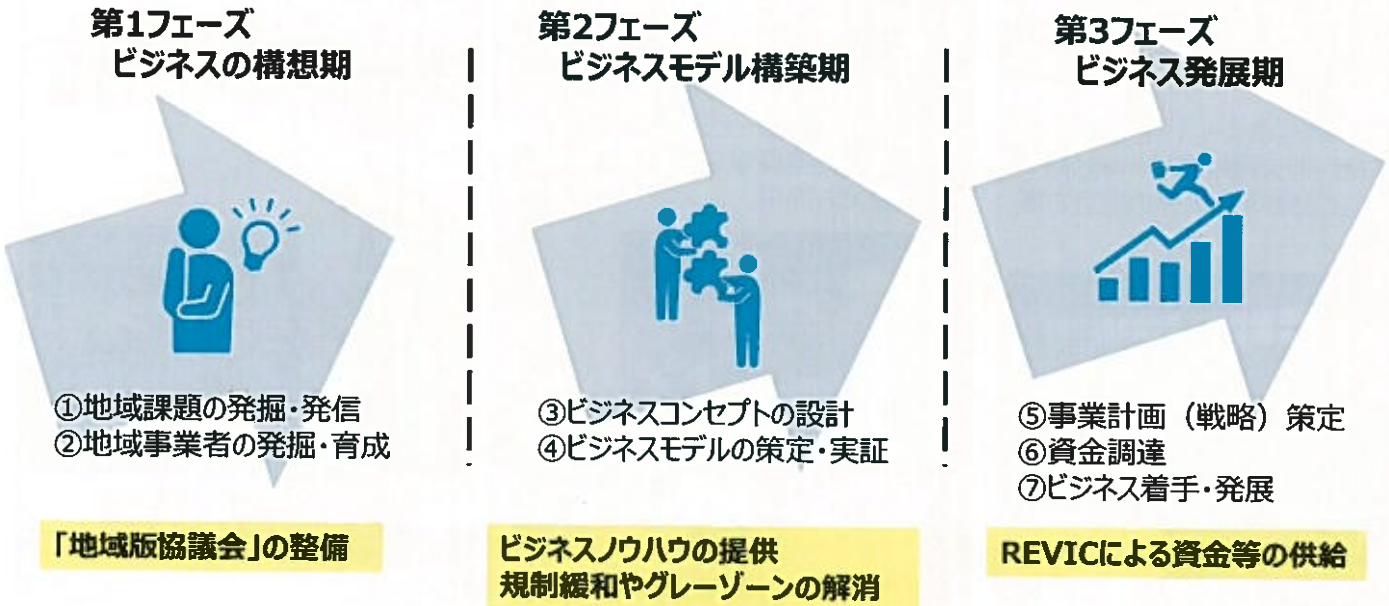 第1フェーズ
ビジネスの構想期
①地域課題の発掘・発信
②地域事業者の発掘・育成
「地域版協議会」の整備
第2フェーズ
ビジネスモデル構築期
③ビジネスコンセプトの設計
④ビジネスモデルの策定・実証
ビジネスノウハウの提供
規制緩和やグレーゾーンの解消
第3フェーズ
ビジネス発展期
⑤事業計画（戦略）策定
⑥資金調達
⑦ビジネス着手・発展
REVICによる資金等の供給